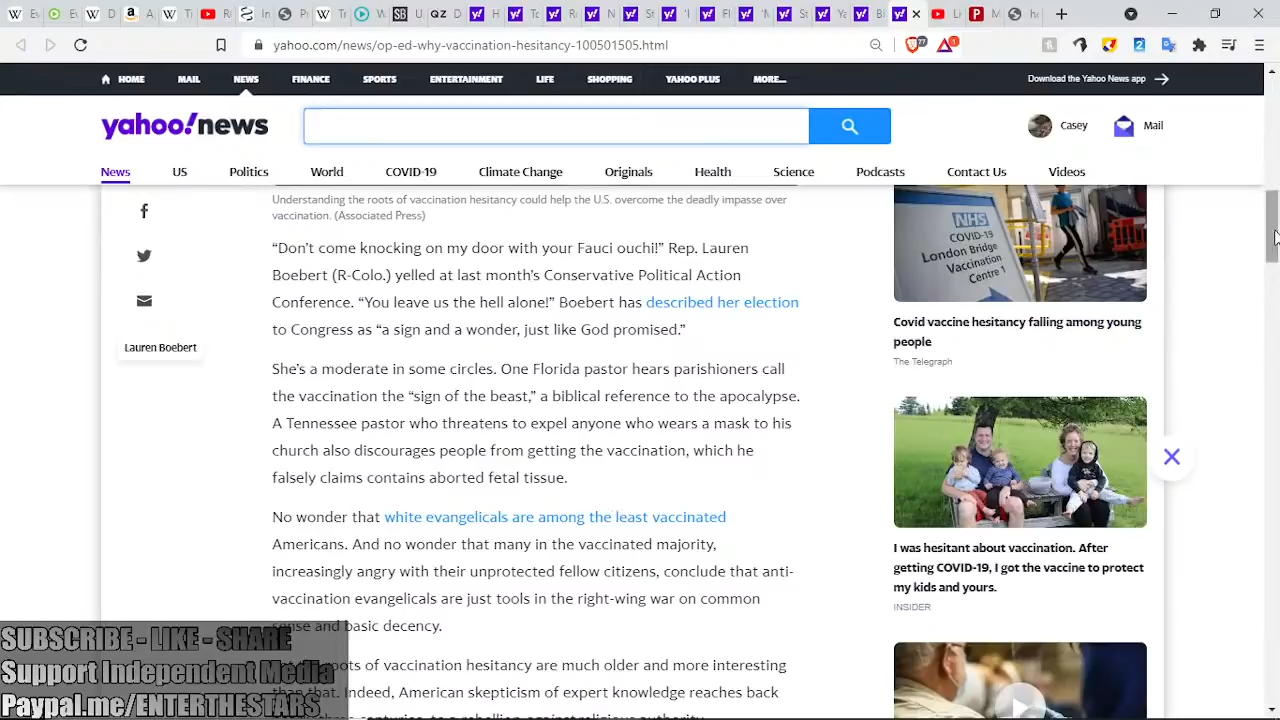 yahoo.com/news/op-ed-why-vaccination-hesitancy-100501505.html
HOME MAIL NEWS FINANCE SPORTS ENTERTAINMENT LIFE SHOPPING YAHOO PLUS MORE... Download the Yahoo News app
yahoo!news
Casey Mail
News US Politics World COVID-19 Climate Change Originals Health Science Podcasts Contact Us Videos
Understanding the roots of vaccination hesitancy could help the U.S. overcome the deadly impasse over
vaccination. (Associated Press)
“Don’t come knocking on my door with your Fauci ouchi!” Rep. Lauren
Boebert (R-Colo.) yelled at last month’s Conservative Political Action
Conference. “You leave us the hell alone!” Boebert has described her election
to Congress as “a sign and a wonder, just like God promised.”
Lauren Boebert
She’s a moderate in some circles. One Florida pastor hears parishioners call
the vaccination the “sign of the beast,” a biblical reference to the apocalypse.
A Tennessee pastor who threatens to expel anyone who wears a mask to his
church also discourages people from getting the vaccination, which he
falsely claims contains aborted fetal tissue.
No wonder that white evangelicals are among the least vaccinated
Americans. And no wonder that many in the vaccinated majority,
increasingly angry with their unprotected fellow citizens, conclude that anti-
vaccination evangelicals are just tools in the right-wing war on common
sense and basic decency.
roots of vaccination hesitancy are much older and more interesting
than that. Indeed, American skepticism of expert knowledge reaches back
centuries, to a rebellion against religious authority.
NHS
COVID-19
London Bridge
Vaccination
Centre 1
Covid vaccine hesitancy falling among young
people
The Telegraph
I was hesitant about vaccination. After
getting COVID-19, I got the vaccine to protect
my kids and yours.
INSIDER
SUBSCRIBE - LIKE - SHARE
Support Independent Media
Paypal.me/ENTERTHESTARS